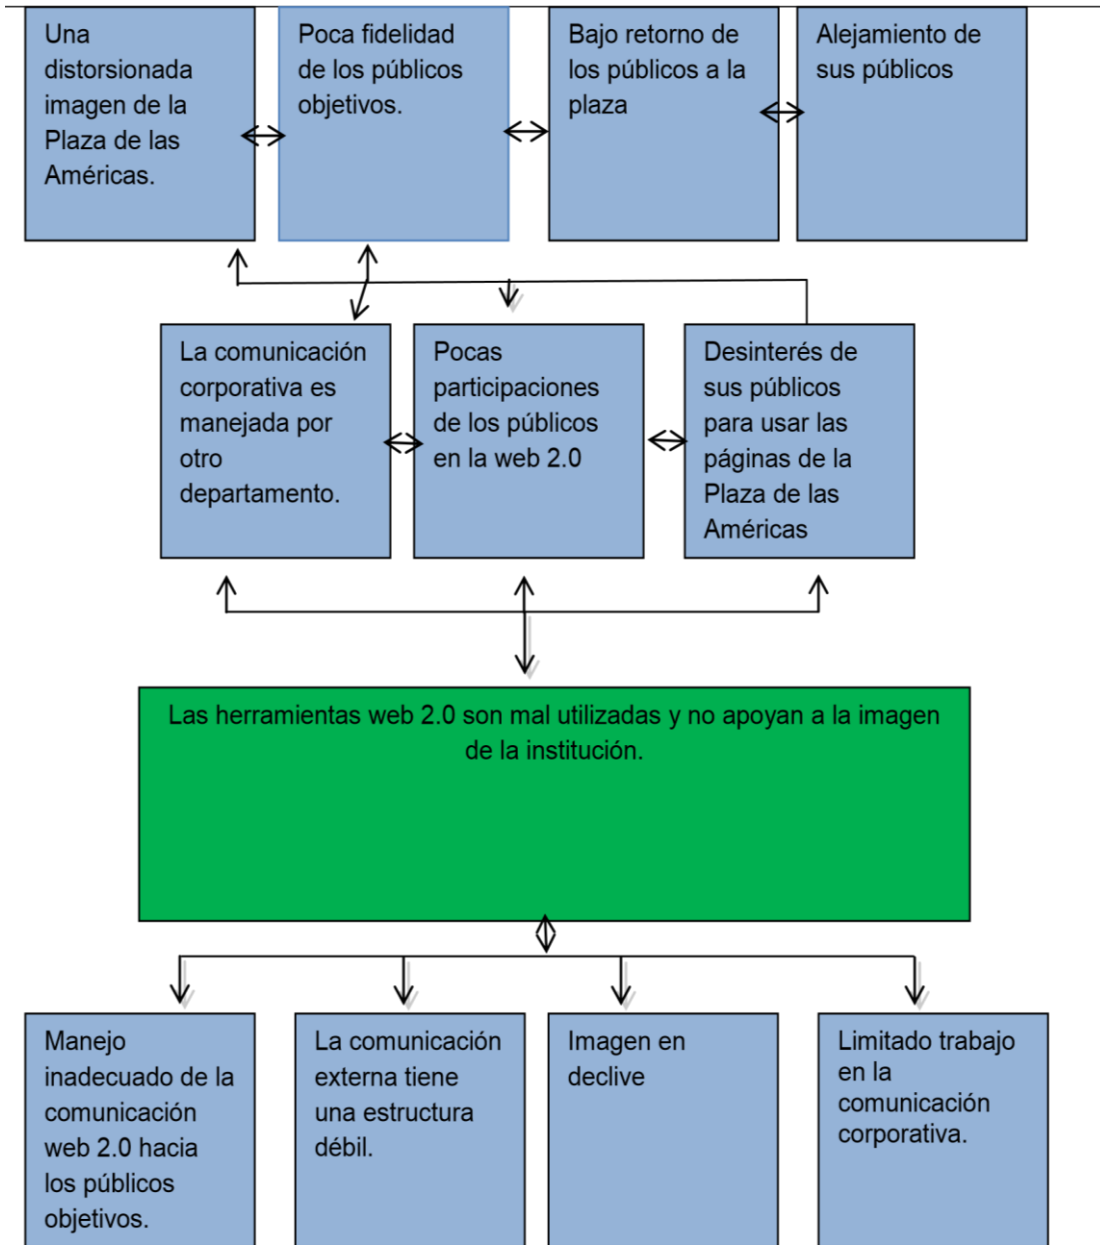 Una
distorsionada
imagen de la
Plaza de las
Américas.
Poca fidelidad
de los públicos
objetivos.
Bajo retorno de
los públicos a la
plaza
Alejamiento de
sus públicos
La comunicación
corporativa es
manejada por
otro
departamento.
Pocas
participaciones
de los públicos
en la web 2.0
Desinterés de
sus públicos
para usar las
páginas de la
Plaza de las
Américas
Las herramientas web 2.0 son mal utilizadas y no apoyan a la imagen
de la institución.
Manejo
inadecuado de la
comunicación
web 2.0 hacia
los públicos
objetivos.
La comunicación
externa tiene
una estructura
débil.
Imagen en
declive
Limitado trabajo
en la
comunicación
corporativa.